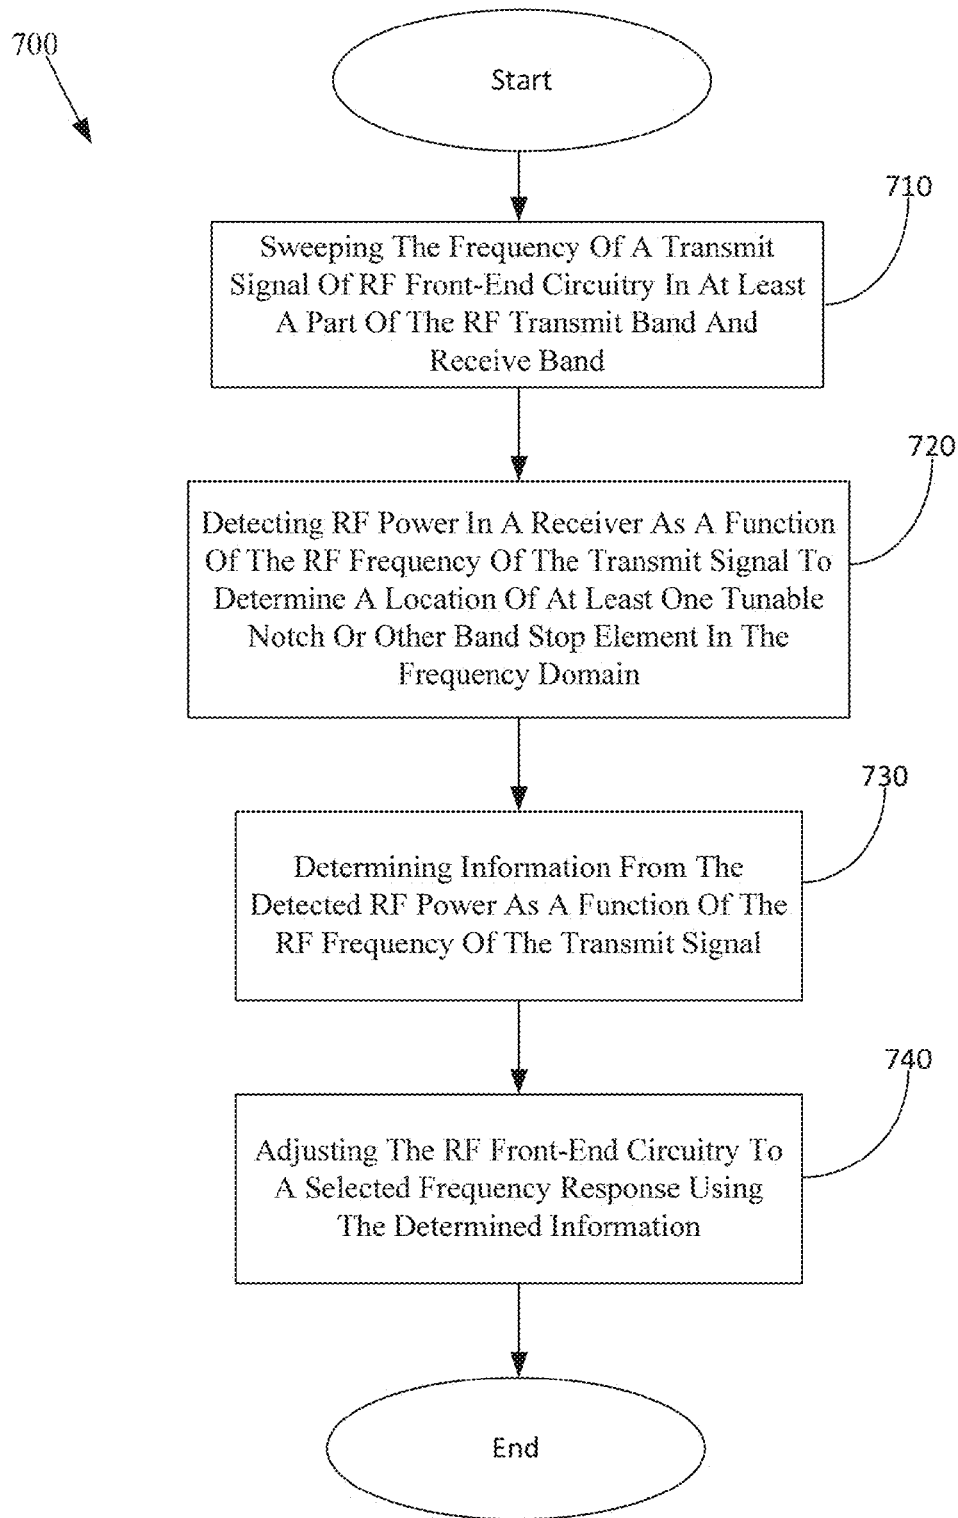 700
Start
710
Sweeping The Frequency Of A Transmit
Signal Of RF Front-End Circuitry In At Least
A Part Of The RF Transmit Band And
Receive Band
720
Detecting RF Power In A Receiver As A Function
Of The RF Frequency Of The Transmit Signal To
Determine A Location Of At Least One Tunable
Notch Or Other Band Stop Element In The
Frequency Domain
730
Determining Information From The
Detected RF Power As A Function Of The
RF Frequency Of The Transmit Signal
740
Adjusting The RF Front-End Circuitry To
A Selected Frequency Response Using
The Determined Information
End